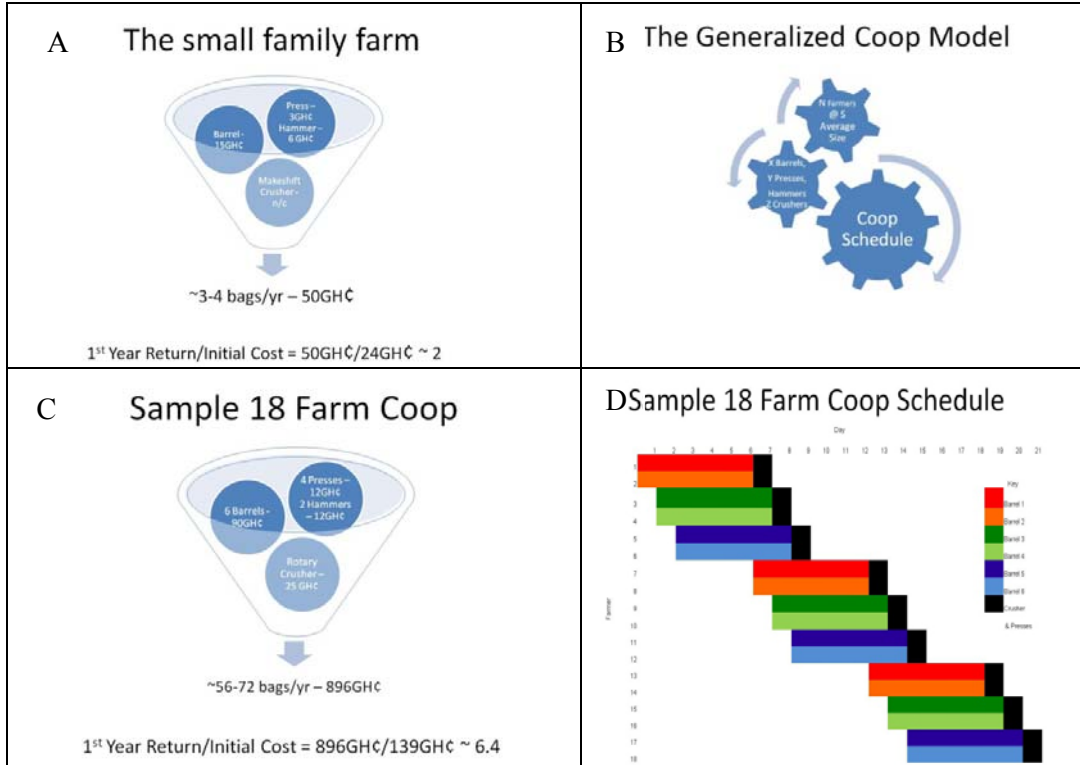 A
The small family farm
Barrel -
15GH¢
Press –
3GH¢
Hammer –
6 GH¢
Makeshift
Crusher -
n/c
~3-4 bags/yr – 50GH¢
1st Year Return/Initial Cost = 50GH¢/24GH¢ ~ 2
B
The Generalized Coop Model
N Farmers
@ S
Average
Size
X Barrels,
Y Presses,
Hammers
Z Crushers
Coop
Schedule
C
Sample 18 Farm Coop
6 Barrels -
90GH¢
4 Presses –
12GH¢
2 Hammers
– 12GH¢
Rotary
Crusher –
25 GH¢
~56-72 bags/yr – 896GH¢
1st Year Return/Initial Cost = 896GH¢/139GH¢ ~ 6.4
D
Sample 18 Farm Coop Schedule
Day
1 2 3 4 5 6 7 8 9 10 11 12 13 14 15 16 17 18 19 20 21
Farmer
1
2
3
4
5
6
7
8
9
10
11
12
13
14
15
16
17
18
Key
Barrel 1
Barrel 2
Barrel 3
Barrel 4
Barrel 5
Barrel 6
Crusher
& Presses